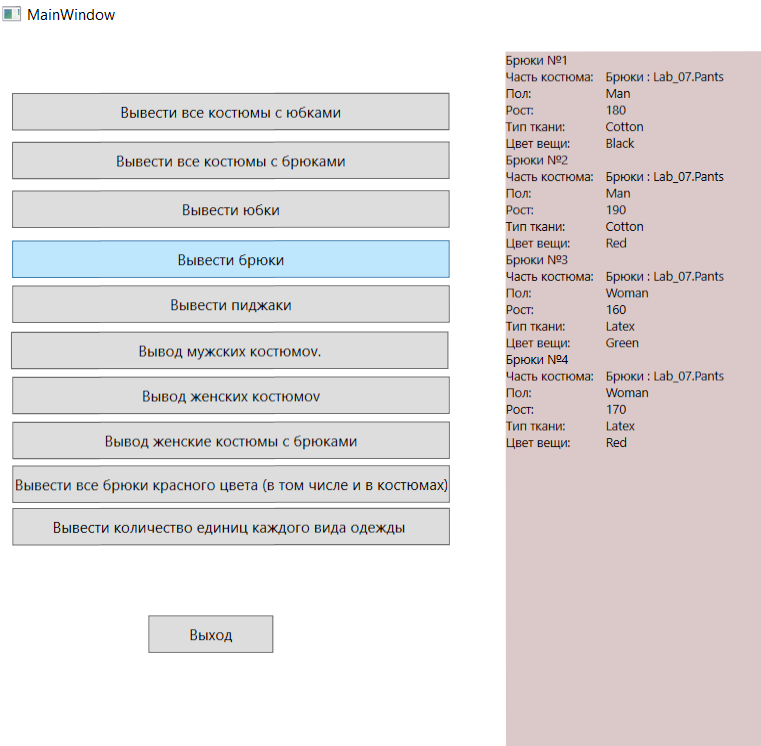 MainWindow
Вывести все костюмы с юбками
Вывести все костюмы с брюками
Вывести юбки
Вывести брюки
Вывести пиджаки
Вывод мужских костюмov.
Вывод женских костюмоv
Вывод женские костюмы с брюками
Вывести все брюки красного цвета (в том числе и в костюмах)
Вывести количество единиц каждого вида одежды
Выход
Брюки №1
Часть костюма: Брюки : Lab_07.Pants
Пол: Man
Рост: 180
Тип ткани: Cotton
Цвет вещи: Black
Брюки №2
Часть костюма: Брюки : Lab_07.Pants
Пол: Man
Рост: 190
Тип ткани: Cotton
Цвет вещи: Red
Брюки №3
Часть костюма: Брюки : Lab_07.Pants
Пол: Woman
Рост: 160
Тип ткани: Latex
Цвет вещи: Green
Брюки №4
Часть костюма: Брюки : Lab_07.Pants
Пол: Woman
Рост: 170
Тип ткани: Latex
Цвет вещи: Red